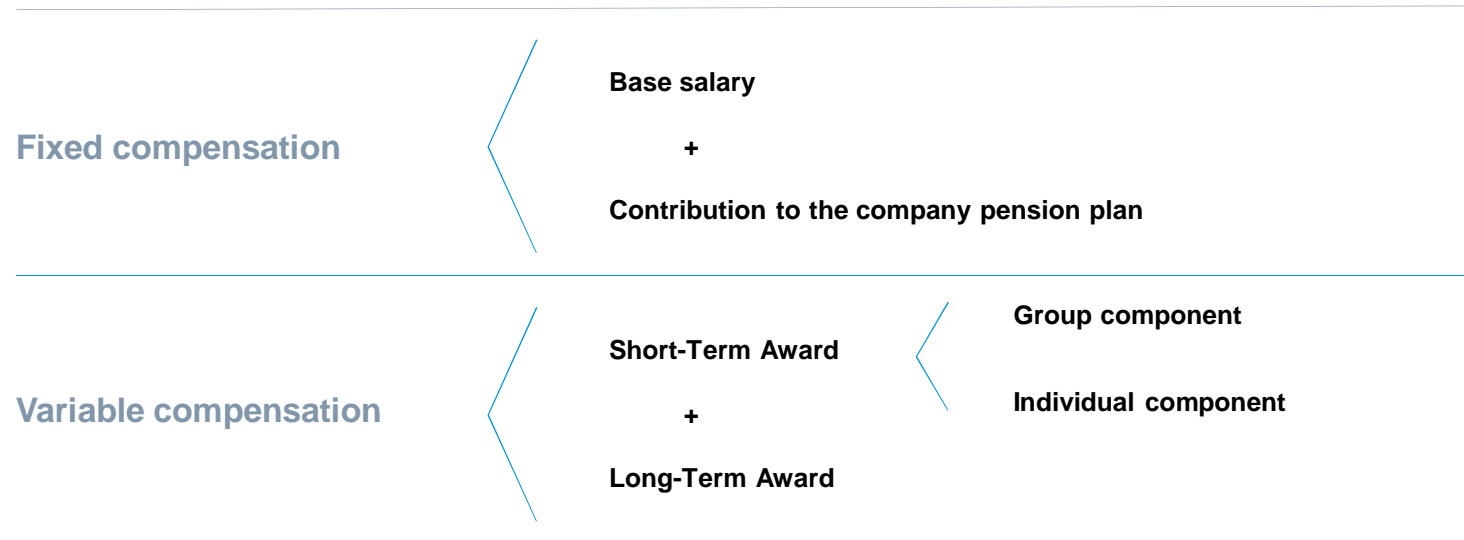 Base salary
Fixed compensation
+
Contribution to the company pension plan
Group component
Short-Term Award
Individual component
Variable compensation
+
Long-Term Award